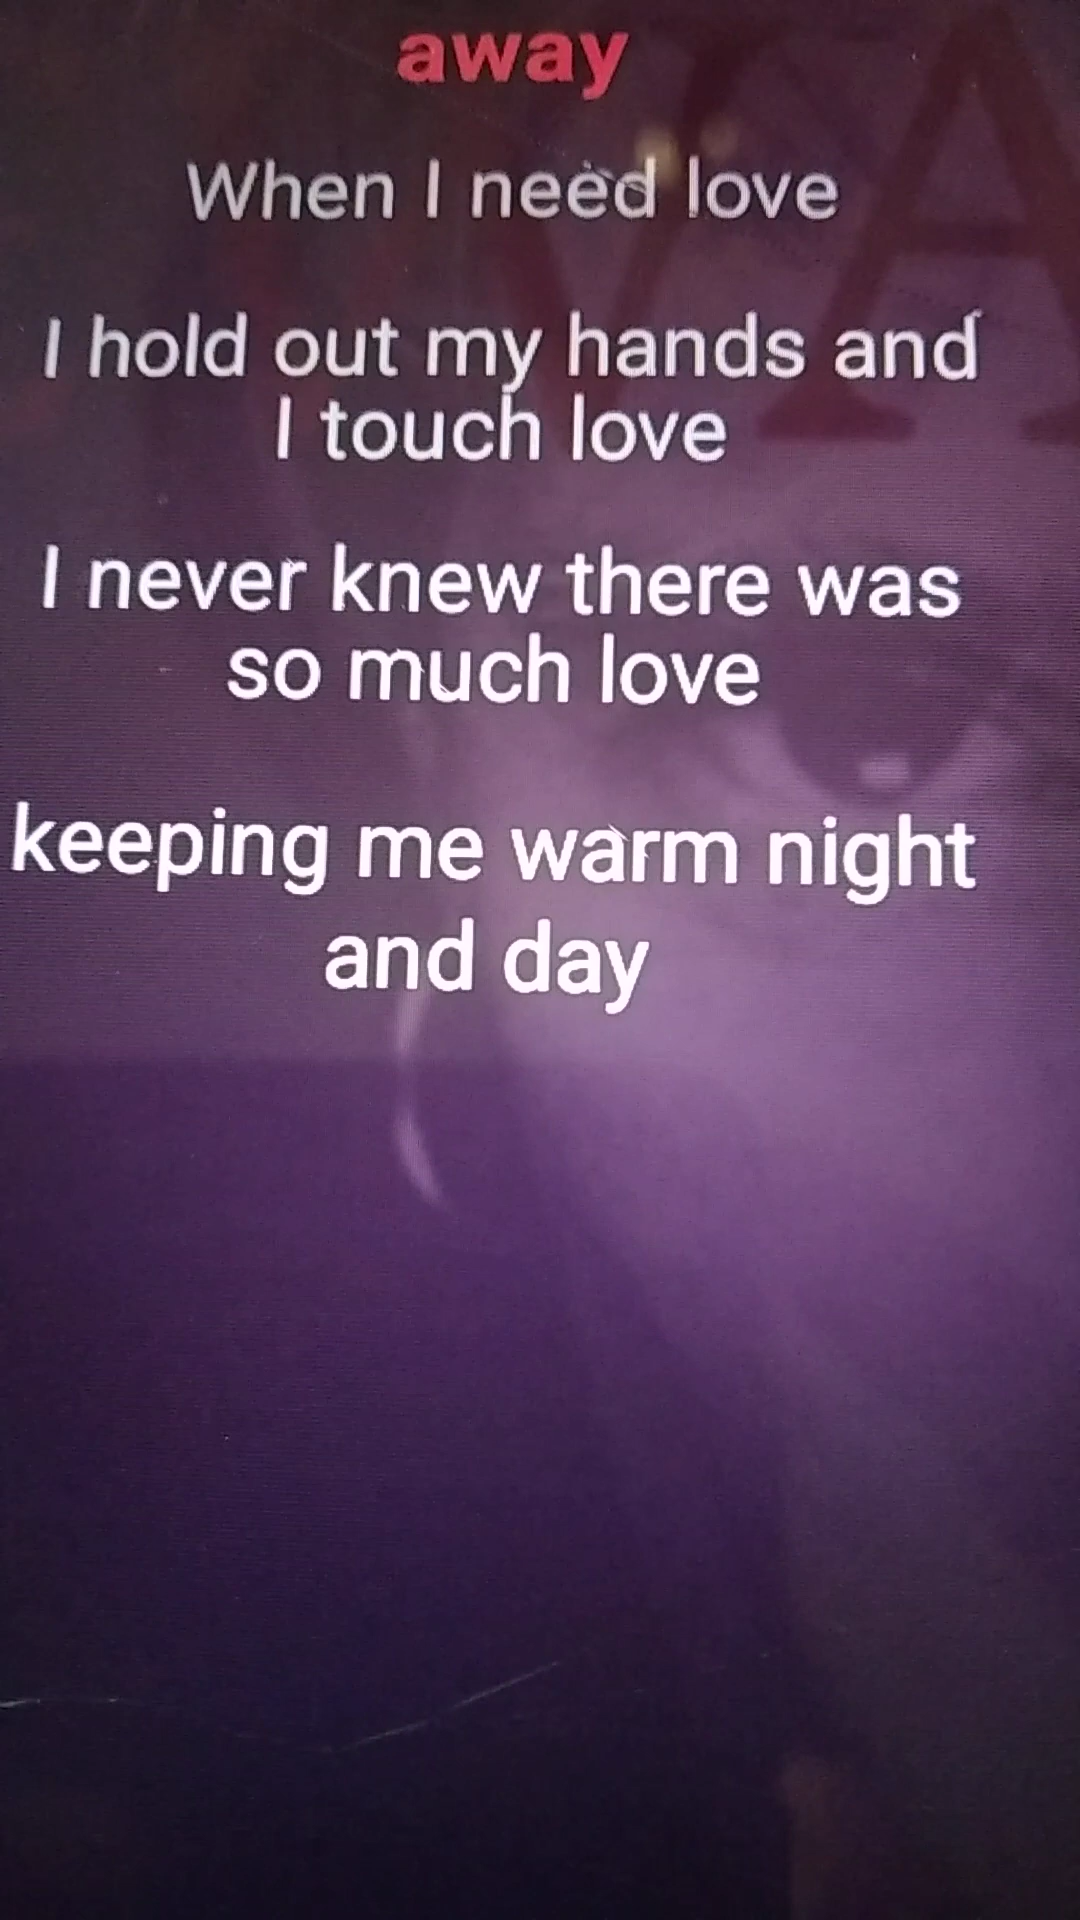 away
When I need love
I hold out my hands and
I touch love
I never knew there was
so much love
keeping me warm night
and day